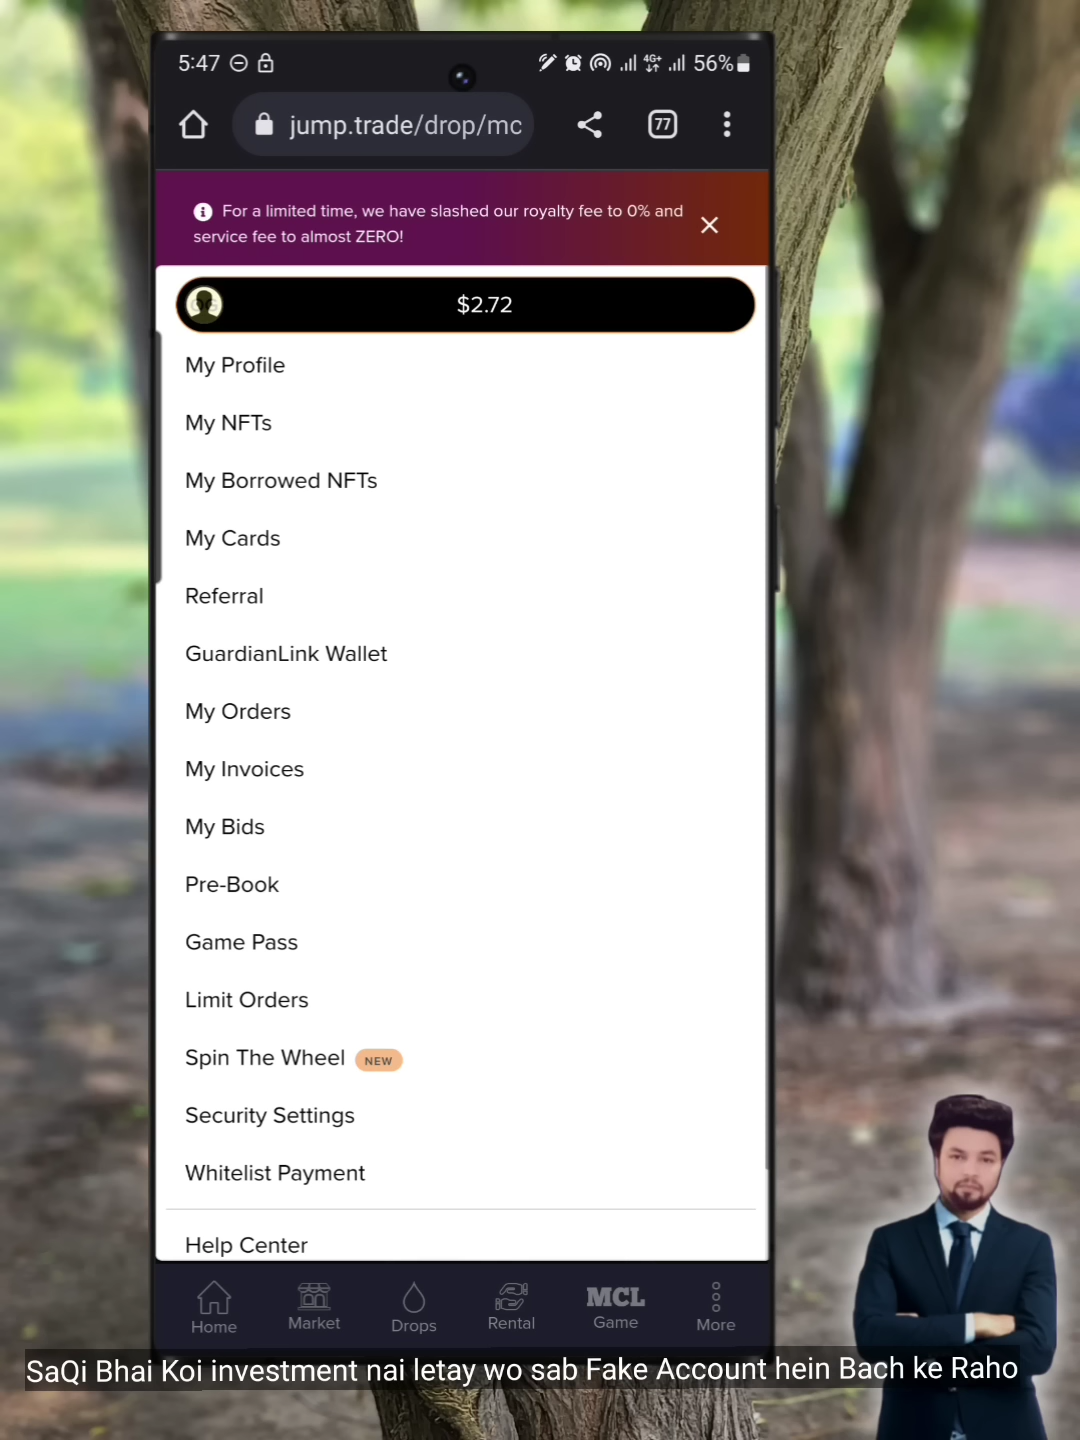 5:47
4G+
56%
jump.trade/drop/mc
77
For a limited time, we have slashed our royalty fee to 0% and
service fee to almost ZERO!
$2.72
My Profile
My NFTs
My Borrowed NFTs
My Cards
Referral
GuardianLink Wallet
My Orders
My Invoices
My Bids
Pre-Book
Game Pass
Limit Orders
Spin The Wheel NEW
Security Settings
Whitelist Payment
Help Center
MCL
Home
Market
Drops
Rental
Game
More
SaQi Bhai Koi investment nai letay wo sab Fake Account hein Bach ke Raho